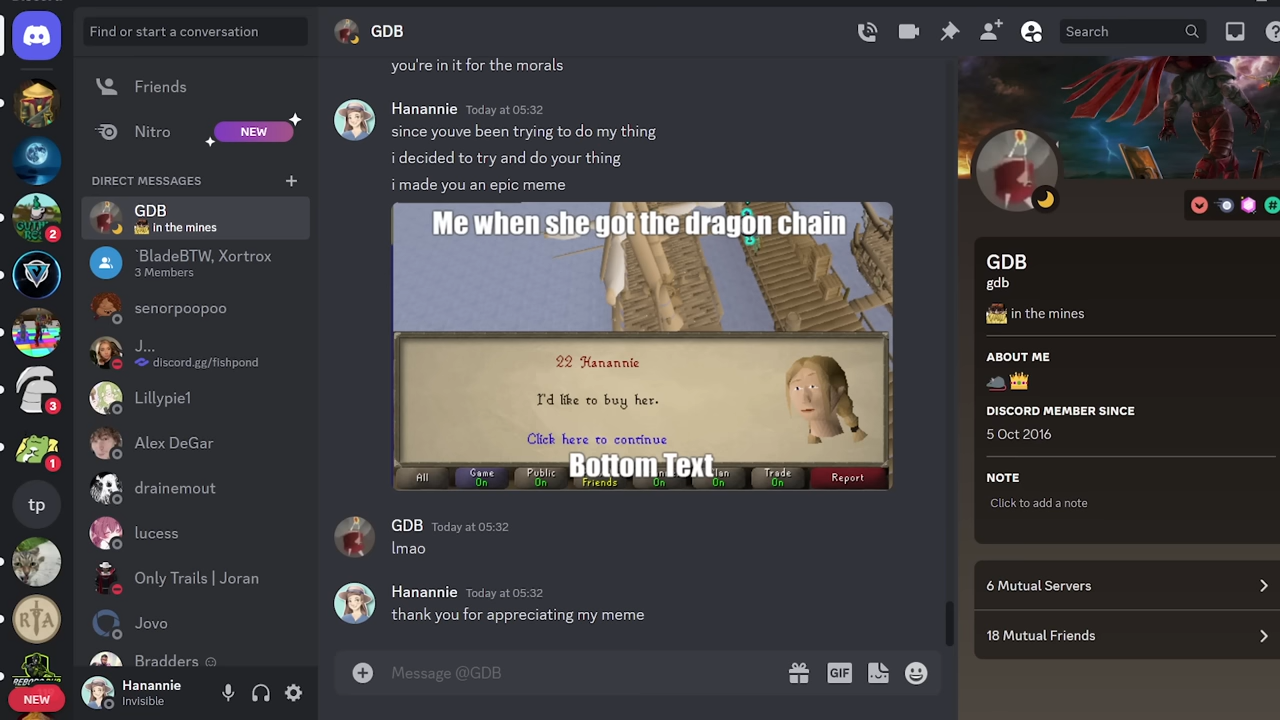 Find or start a conversation
Friends
Nitro
NEW
DIRECT MESSAGES
GDB
in the mines
`BladeBTW, Xortrox
3 Members
senorpoopoo
J...
discord.gg/fishpond
Lillypie1
Alex DeGar
drainemout
lucess
Only Trails | Joran
Jovo
Bradders
Hanannie
Invisible
2
3
1
tp
RTA
NEW
GDB
Search
you're in it for the morals
Hanannie Today at 05:32
since youve been trying to do my thing
i decided to try and do your thing
i made you an epic meme
Me when she got the dragon chain
22 Hanannie
I'd like to buy her.
Click here to continue
Bottom Text
All
Game
On
Public
On
Friends
On
On
Trade
On
Report
GDB Today at 05:32
lmao
Hanannie Today at 05:32
thank you for appreciating my meme
Message @GDB
GIF
GDB
gdb
in the mines
ABOUT ME
DISCORD MEMBER SINCE
5 Oct 2016
NOTE
Click to add a note
6 Mutual Servers
18 Mutual Friends